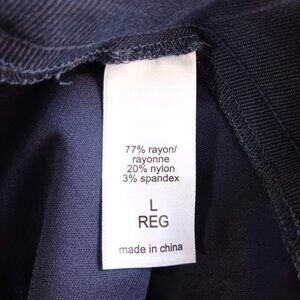 77% rayon/
rayonne
20% nylon
3% spandex
L
REG
made in china